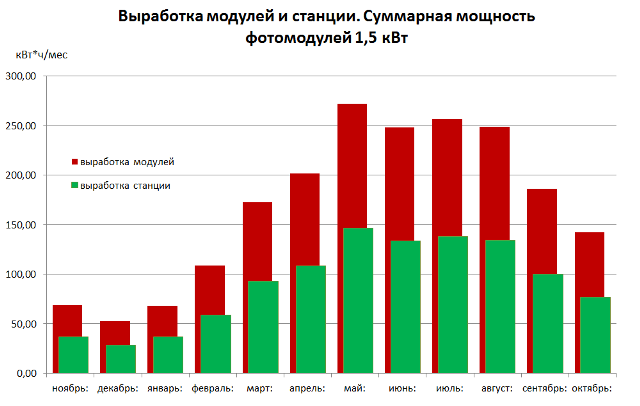 Выработка модулей и станции. Суммарная мощность
фотомодулей 1,5 кВт
кВт*ч/мес
300,00
250,00
200,00
150,00
100,00
50,00
0,00
выработка модулей
выработка станции
ноябрь: декабрь: январь: февраль: март: апрель: май: июнь: июль: август: сентябрь: октябрь: